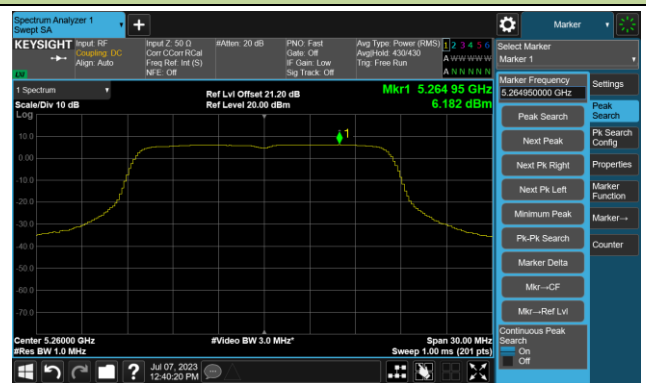 Spectrum Analyzer 1
Swept SA
Marker
KEYSIGHT
Input: RF
Coupling: DC
Align: Auto
Input Z: 50 Ω
Corr CCorr RCal
Freq Ref: Int (S)
NFE: Off
#Atten: 20 dB
PNO: Fast
Gate: Off
IF Gain: Low
Sig Track: Off
Avg Type: Power (RMS)
Avg|Hold: 430/430
Trig: Free Run
1 2 3 4 5 6
A W W W W W
A N N N N N
LW
Select Marker
Marker 1
1 Spectrum
Scale/Div 10 dB
Log
Ref Lvl Offset 21.20 dB
Ref Level 20.00 dBm
Mkr1 5.264 95 GHz
6.182 dBm
1
10.0
0.00
-10.0
-20.0
-30.0
-40.0
-50.0
-60.0
-70.0
Center 5.26000 GHz
#Res BW 1.0 MHz
#Video BW 3.0 MHz*
Span 30.00 MHz
Sweep 1.00 ms (201 pts)
Marker Frequency
5.264950000 GHz
Peak Search
Next Peak
Next Pk Right
Next Pk Left
Minimum Peak
Pk-Pk Search
Marker Delta
Mkr→CF
Mkr→Ref Lvl
Continuous Peak
Search
On
Off
Settings
Peak
Search
Pk Search
Config
Properties
Marker
Function
Marker→
Counter
Jul 07, 2023
12:40:20 PM